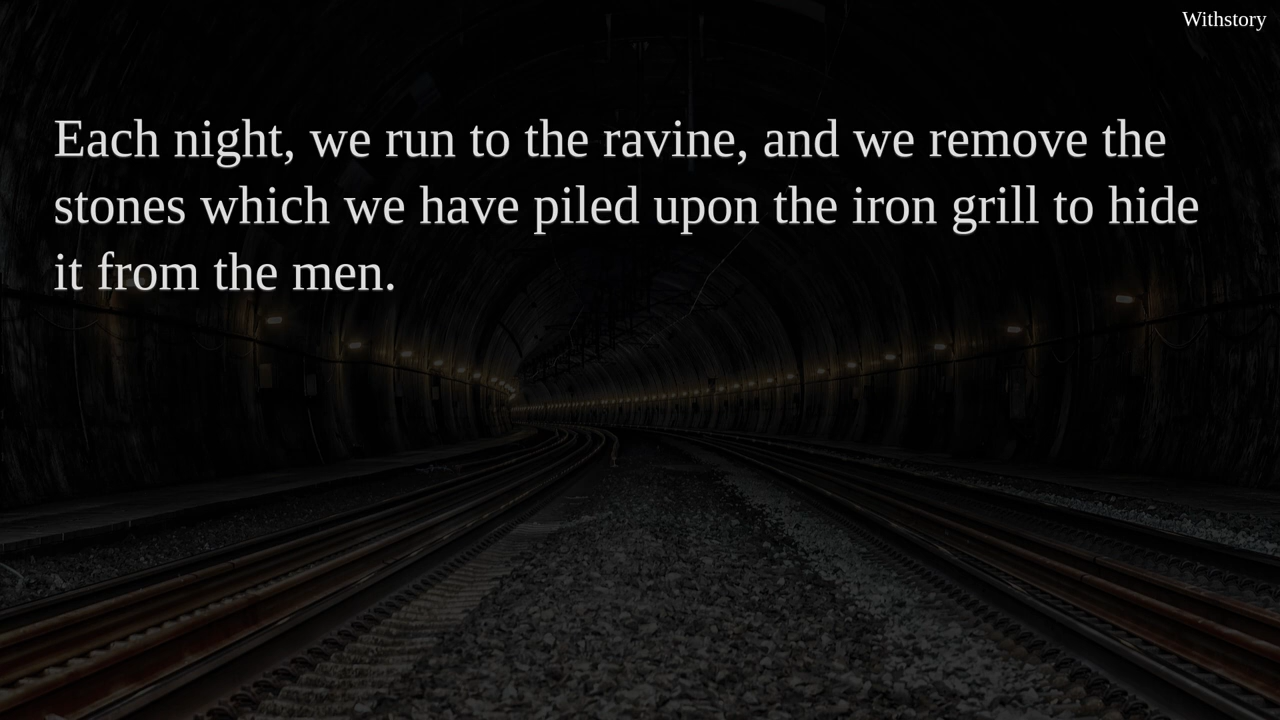 Withstory
Each night, we run to the ravine, and we remove the
stones which we have piled upon the iron grill to hide
it from the men.